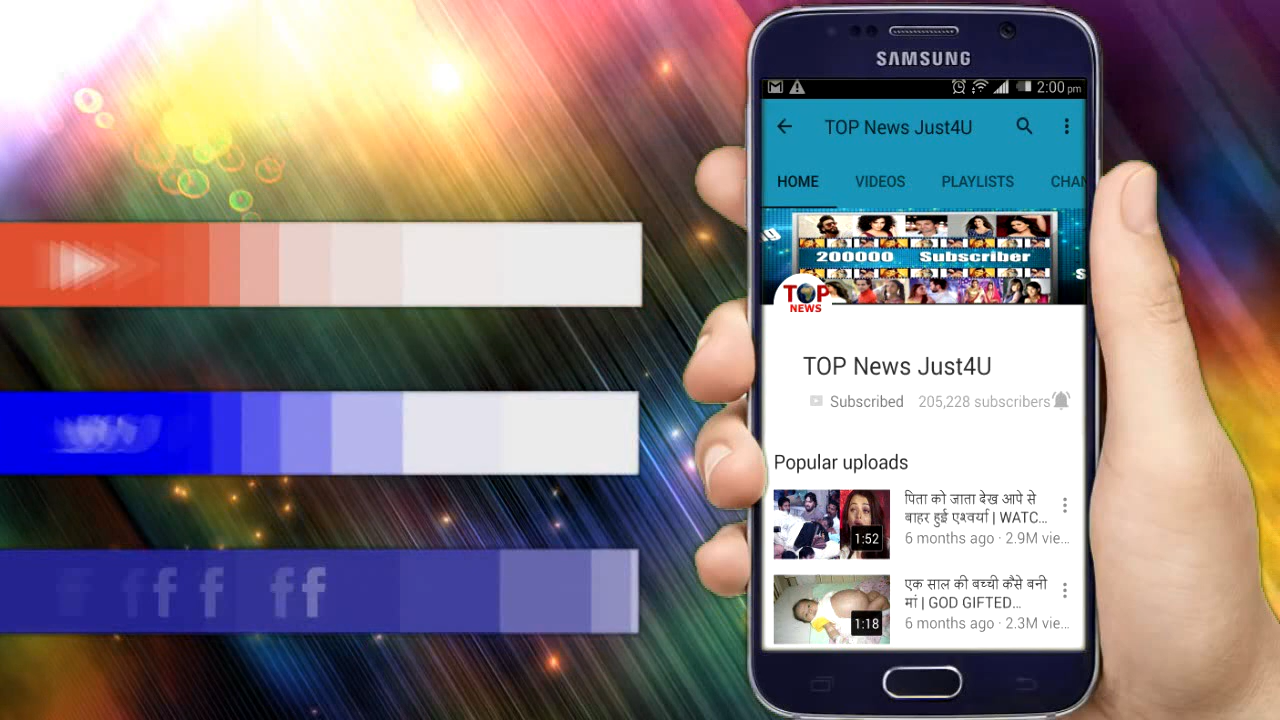 SAMSUNG
2:00 pm
TOP News Just4U
HOME VIDEOS PLAYLISTS CHAN
200000 Subscriber
TOP
NEWS
TOP News Just4U
Subscribed 205,228 subscribers
Popular uploads
पिता को जाता देख आपे से
बाहर हुई एश्वर्या | WATC...
6 months ago · 2.9M vie...
1:52
एक साल की बच्ची कैसे बनी
मां | GOD GIFTED...
6 months ago · 2.3M vie...
1:18
f f f f f